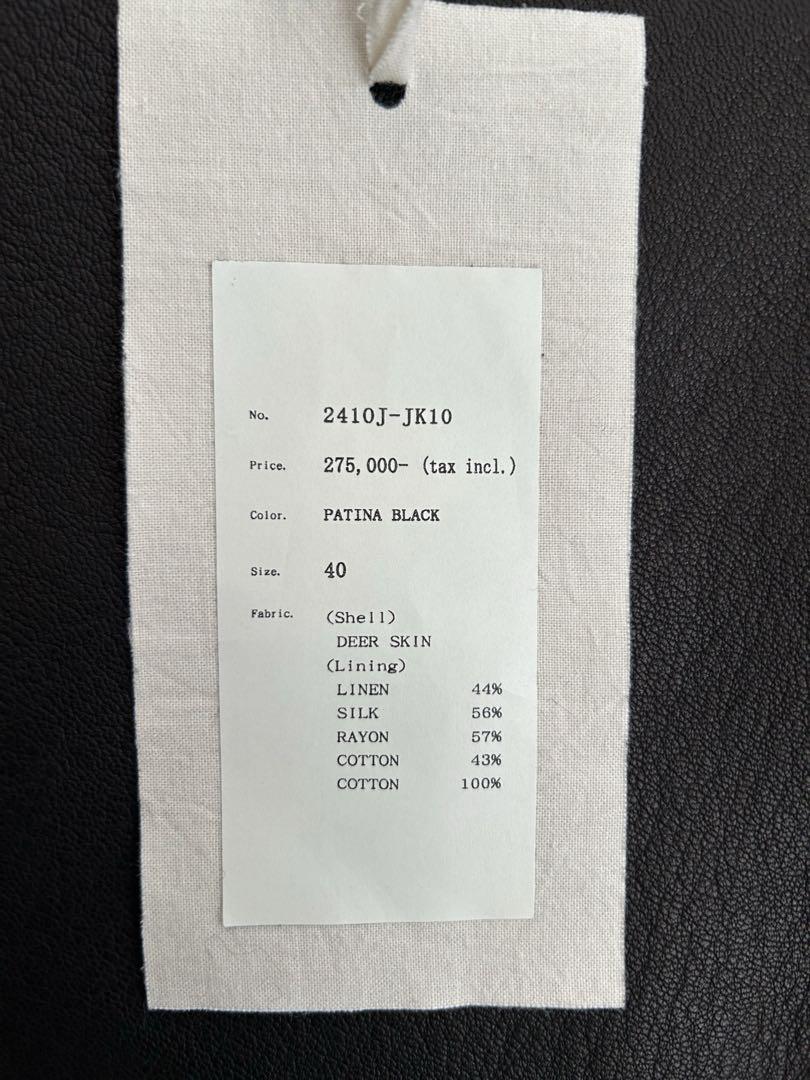 No. 2410J-JK10
Price. 275,000- (tax incl.)
Color. PATINA BLACK
Size. 40
Fabric. (Shell)
DEER SKIN
(Lining)
LINEN 44%
SILK 56%
RAYON 57%
COTTON 43%
COTTON 100%